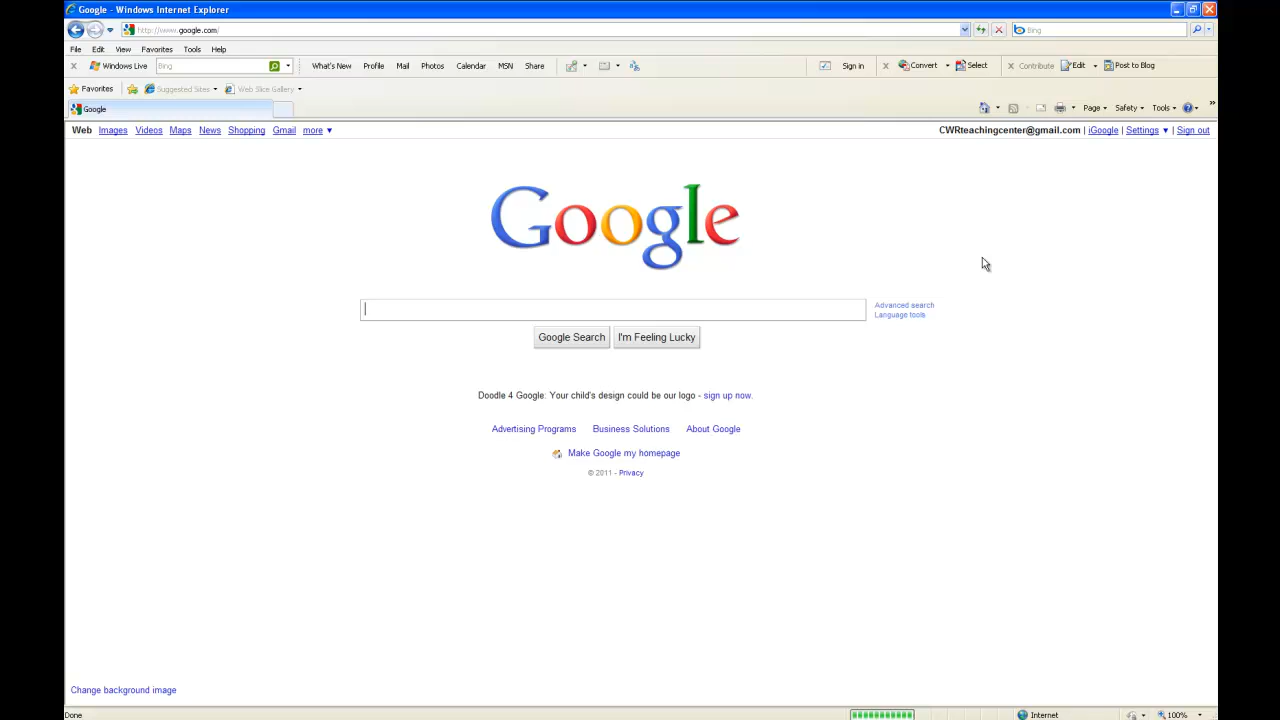 Google - Windows Internet Explorer
http://www.google.com/
Bing
File Edit View Favorites Tools Help
Windows Live Bing What's New Profile Mail Photos Calendar MSN Share Sign in Convert Select Contribute Edit Post to Blog
Favorites Suggested Sites Web Slice Gallery
Google Page Safety Tools
Web Images Videos Maps News Shopping Gmail more CWRteachingcenter@gmail.com | iGoogle | Settings | Sign out
Google
Advanced search
Language tools
Google Search I'm Feeling Lucky
Doodle 4 Google: Your child's design could be our logo - sign up now.
Advertising Programs Business Solutions About Google
Make Google my homepage
© 2011 - Privacy
Change background image
Done Internet 100%